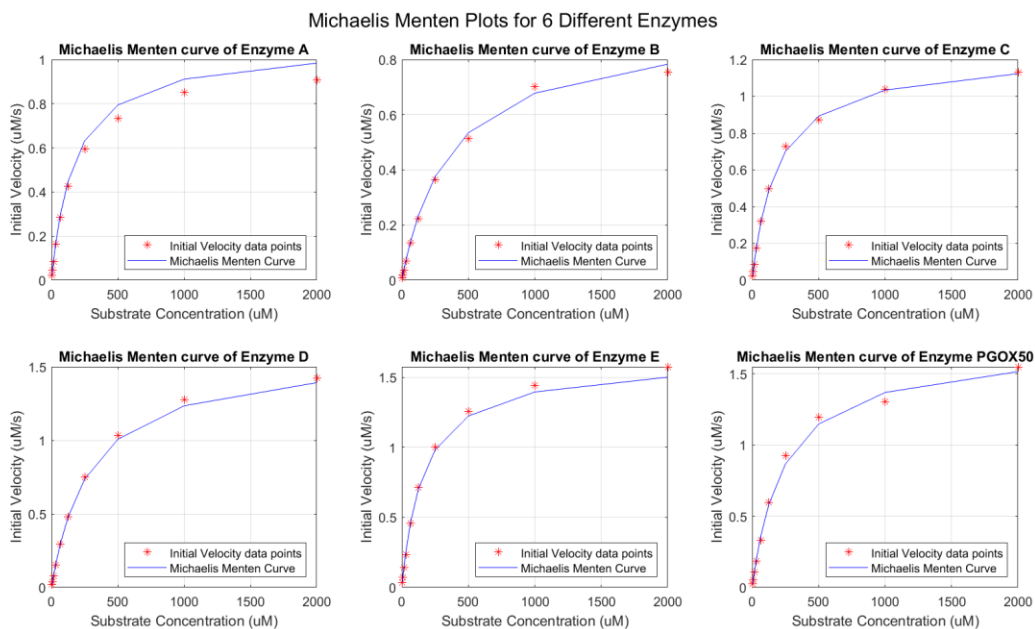 Michaelis Menten Plots for 6 Different Enzymes
Michaelis Menten curve of Enzyme A
Initial Velocity (uM/s)
1
0.8
0.6
0.4
0.2
0
Initial Velocity data points
Michaelis Menten Curve
0 500 1000 1500 2000
Substrate Concentration (uM)
Michaelis Menten curve of Enzyme B
Initial Velocity (uM/s)
0.8
0.6
0.4
0.2
0
Initial Velocity data points
Michaelis Menten Curve
0 500 1000 1500 2000
Substrate Concentration (uM)
Michaelis Menten curve of Enzyme C
Initial Velocity (uM/s)
1.2
1
0.8
0.6
0.4
0.2
0
Initial Velocity data points
Michaelis Menten Curve
0 500 1000 1500 2000
Substrate Concentration (uM)
Michaelis Menten curve of Enzyme D
Initial Velocity (uM/s)
1.5
1
0.5
0
Initial Velocity data points
Michaelis Menten Curve
0 500 1000 1500 2000
Substrate Concentration (uM)
Michaelis Menten curve of Enzyme E
Initial Velocity (uM/s)
1.5
1
0.5
0
Initial Velocity data points
Michaelis Menten Curve
0 500 1000 1500 2000
Substrate Concentration (uM)
Michaelis Menten curve of Enzyme PGOX50
Initial Velocity (uM/s)
1.5
1
0.5
0
Initial Velocity data points
Michaelis Menten Curve
0 500 1000 1500 2000
Substrate Concentration (uM)